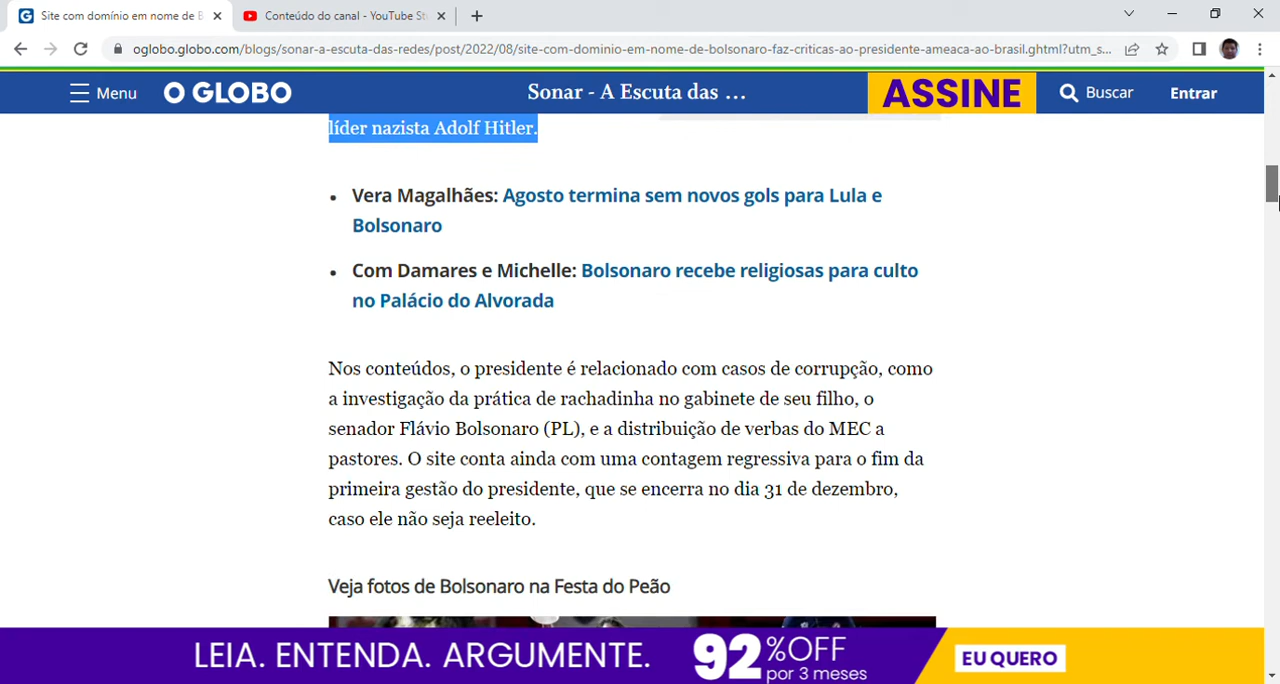 Site com domínio em nome de B
Conteúdo do canal - YouTube St
oglobo.globo.com/blogs/sonar-a-escuta-das-redes/post/2022/08/site-com-dominio-em-nome-de-bolsonaro-faz-criticas-ao-presidente-ameaca-ao-brasil.ghtml?utm_s...
Menu
O GLOBO
Sonar - A Escuta das ...
ASSINE
Buscar
Entrar
líder nazista Adolf Hitler.
• Vera Magalhães: Agosto termina sem novos gols para Lula e
Bolsonaro
• Com Damares e Michelle: Bolsonaro recebe religiosas para culto
no Palácio do Alvorada
Nos conteúdos, o presidente é relacionado com casos de corrupção, como
a investigação da prática de rachadinha no gabinete de seu filho, o
senador Flávio Bolsonaro (PL), e a distribuição de verbas do MEC a
pastores. O site conta ainda com uma contagem regressiva para o fim da
primeira gestão do presidente, que se encerra no dia 31 de dezembro,
caso ele não seja reeleito.
Veja fotos de Bolsonaro na Festa do Peão
LEIA. ENTENDA. ARGUMENTE.
92% OFF
por 3 meses
EU QUERO